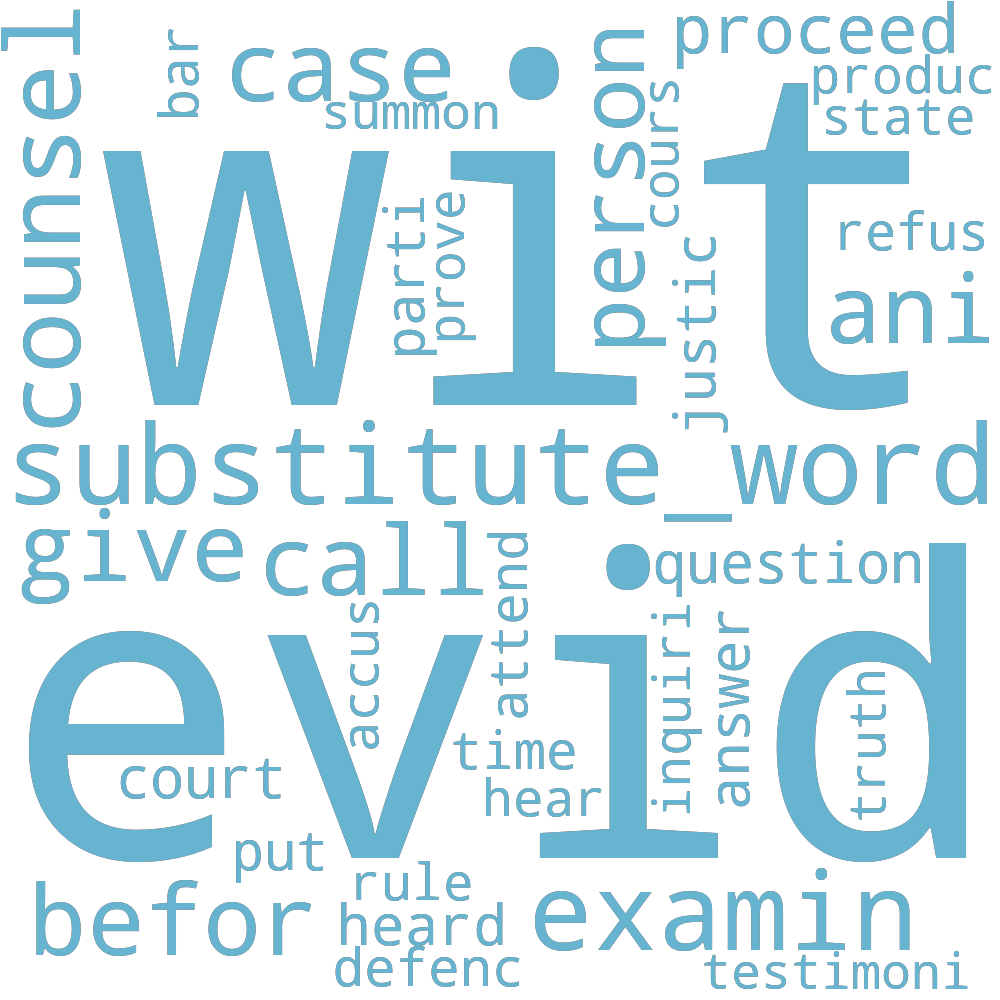 counsel
bar
case
summon
person
cours
proceed
produc
state
wit
parti
prove
justic
refus
ani
substitute_word
give
call
attend
question
evid
accus
inquiri
answer
truth
court
time
hear
put
befor
rule
heard
defenc
examin
testimoni